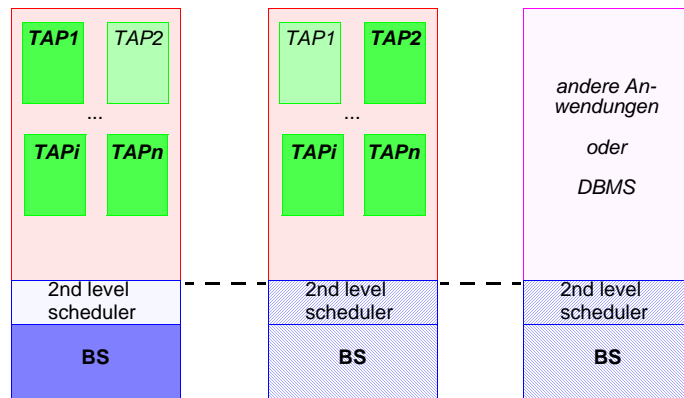 TAP1 TAP2
...
TAPi TAPn
2nd level
scheduler
BS
TAP1 TAP2
...
TAPi TAPn
2nd level
scheduler
BS
andere An-
wendungen
oder
DBMS
2nd level
scheduler
BS